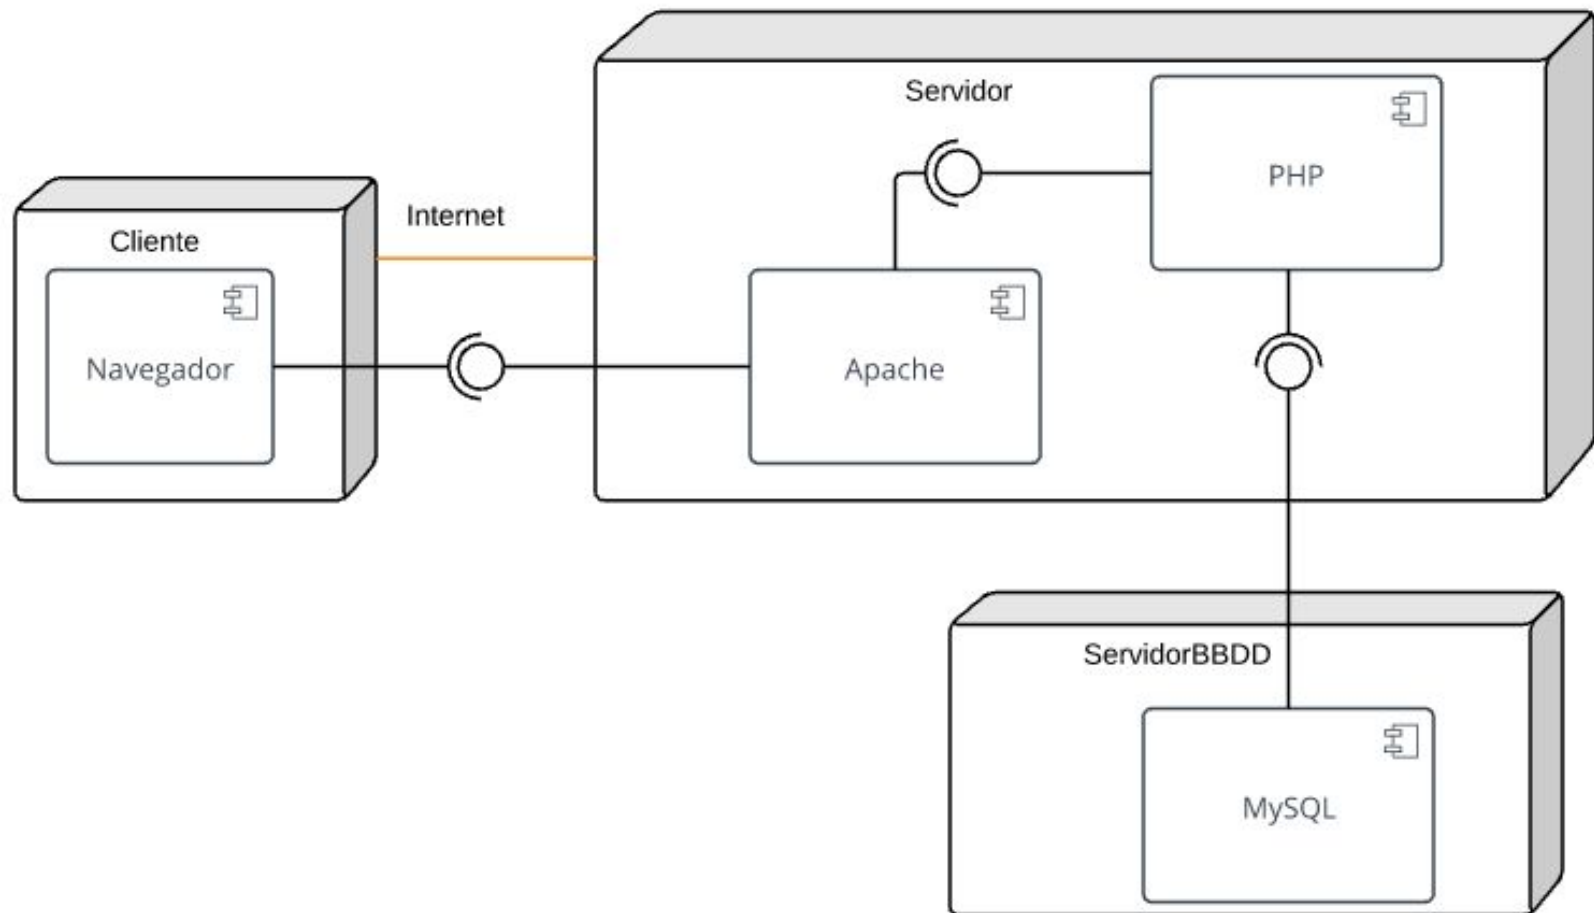 Servidor
PHP
Internet
Cliente
Navegador
Apache
ServidorBBDD
MySQL